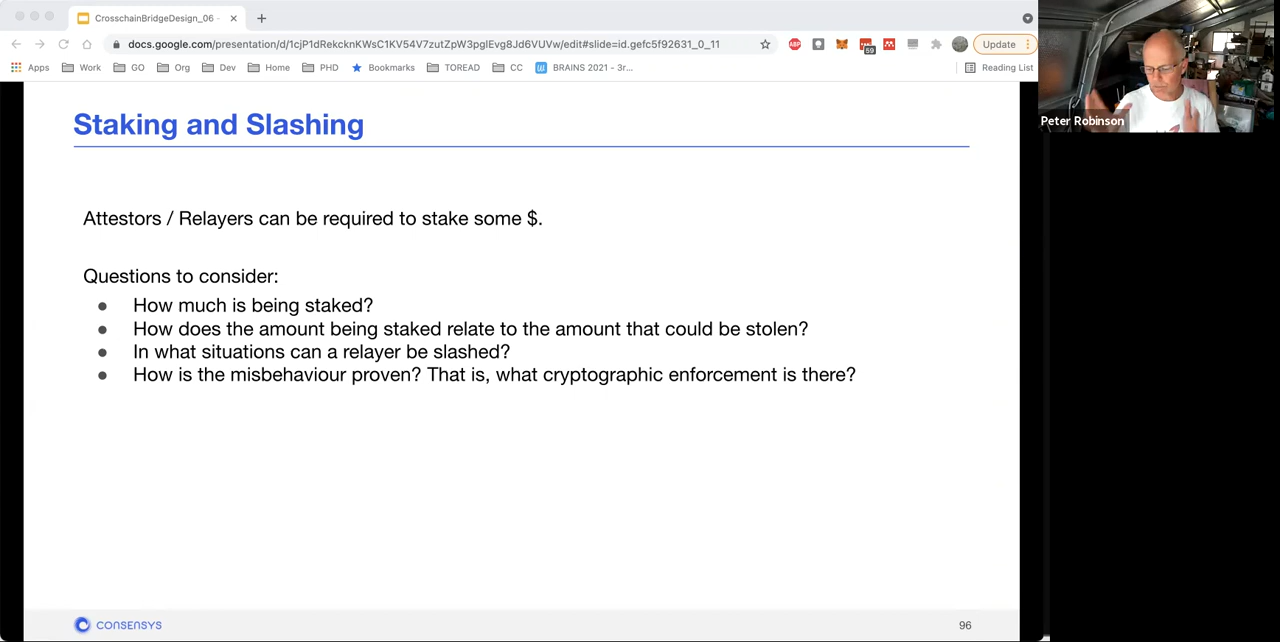 CrosschainBridgeDesign_06 -
docs.google.com/presentation/d/1cjP1dRekcknKWsC1KV54V7zutZpW3pglEvg8Jd6VUVw/edit#slide=id.gefc5f92631_0_11
ABP
59
Update
Apps
Work
GO
Org
Dev
Home
PHD
Bookmarks
TOREAD
CC
BRAINS 2021 - 3r...
Reading List
Peter Robinson
Staking and Slashing
Attestors / Relayers can be required to stake some $.
Questions to consider:
● How much is being staked?
● How does the amount being staked relate to the amount that could be stolen?
● In what situations can a relayer be slashed?
● How is the misbehaviour proven? That is, what cryptographic enforcement is there?
CONSENSYS
96